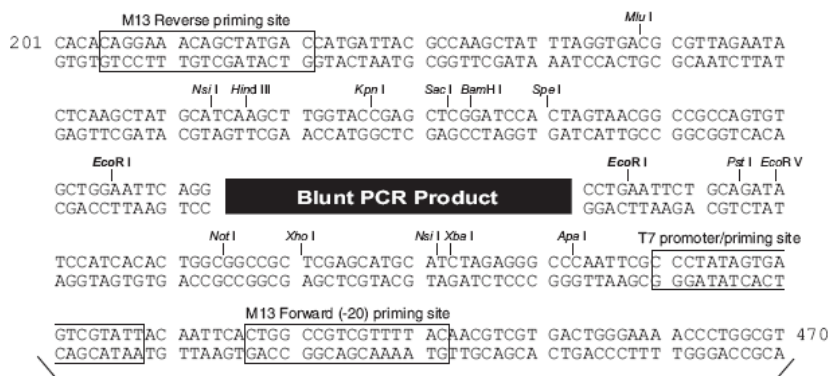 M13 Reverse priming site Mlu I
201 CACACAGGAA ACAGCTATGAC CATGATTAC GCCAAGCTAT TTAGGTGACG CGTTAGAATA
GTGTGTCCTT TGTCGATACTG GTACTAATG CGGTTCGATA AATCCACTGC GCAATCTTAT
Nsi I Hind III Kpn I Sac I BamH I Spe I
CTCAAGCTAT GCATCAAGCT TGGTACCGAG CTCGGATCCA CTAGTAACGG CCGCCAGTGT
GAGTTCGATA CGTAGTTCGA ACCATGGCTC GAGCCTAGGT GATCATTGCC GGCGGTCACA
EcoR I EcoR I Pst I EcoR V
GCTGGAATTC AGG Blunt PCR Product CCTGAATTCT GCAGATA
CGACCTTAAG TCC GGACTTAAGA CGTCTAT
Not I Xho I Nsi I Xba I Apa I T7 promoter/priming site
TCCATCACAC TGGCGGCCGC TCGAGCATGC ATCTAGAGGG CCCAATTCGC CCTATAGTGA
AGGTAGTGTG ACCGCCGGCG AGCTCGTACG TAGATCTCCC GGGTTAAGCG GGATATCACT
M13 Forward (-20) priming site
GTCGTATTAC AATTCACTGG CCGTCGTTTT ACAACGTCGT GACTGGGAAA ACCCTGGCGT 470
CAGCATAATG TTAAGTGACC GGCAGCAAAA TGTTGCAGCA CTGACCCTTT TGGGACCGCA